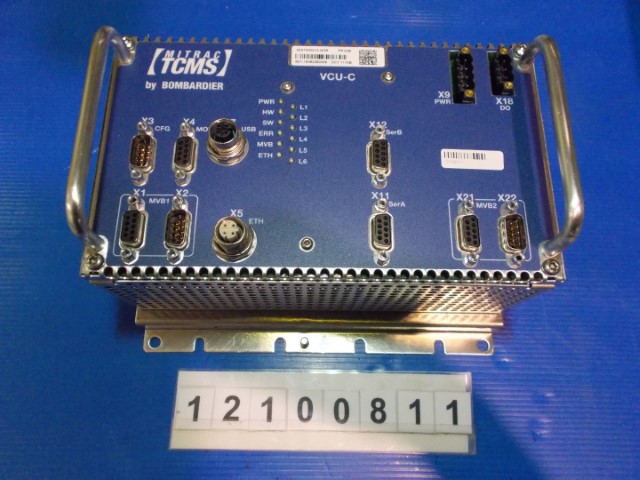 MITRAC
TCMS
by BOMBARDIER
VCU-C
X9
PWR
X18
DO
PWR
HW
SW
ERR
MVB
ETH
L1
L2
L3
L4
L5
L6
X3
CFG
X4
USB
X12
SerB
X1
MVB1
X2
X5
ETH
X11
SerA
X21
MVB2
X22
12100811